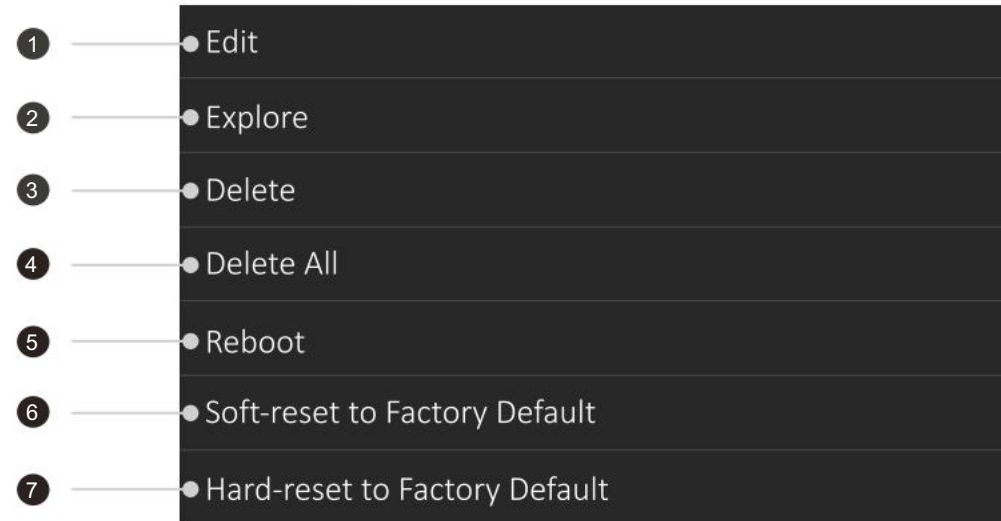 1 Edit
2 Explore
3 Delete
4 Delete All
5 Reboot
6 Soft-reset to Factory Default
7 Hard-reset to Factory Default